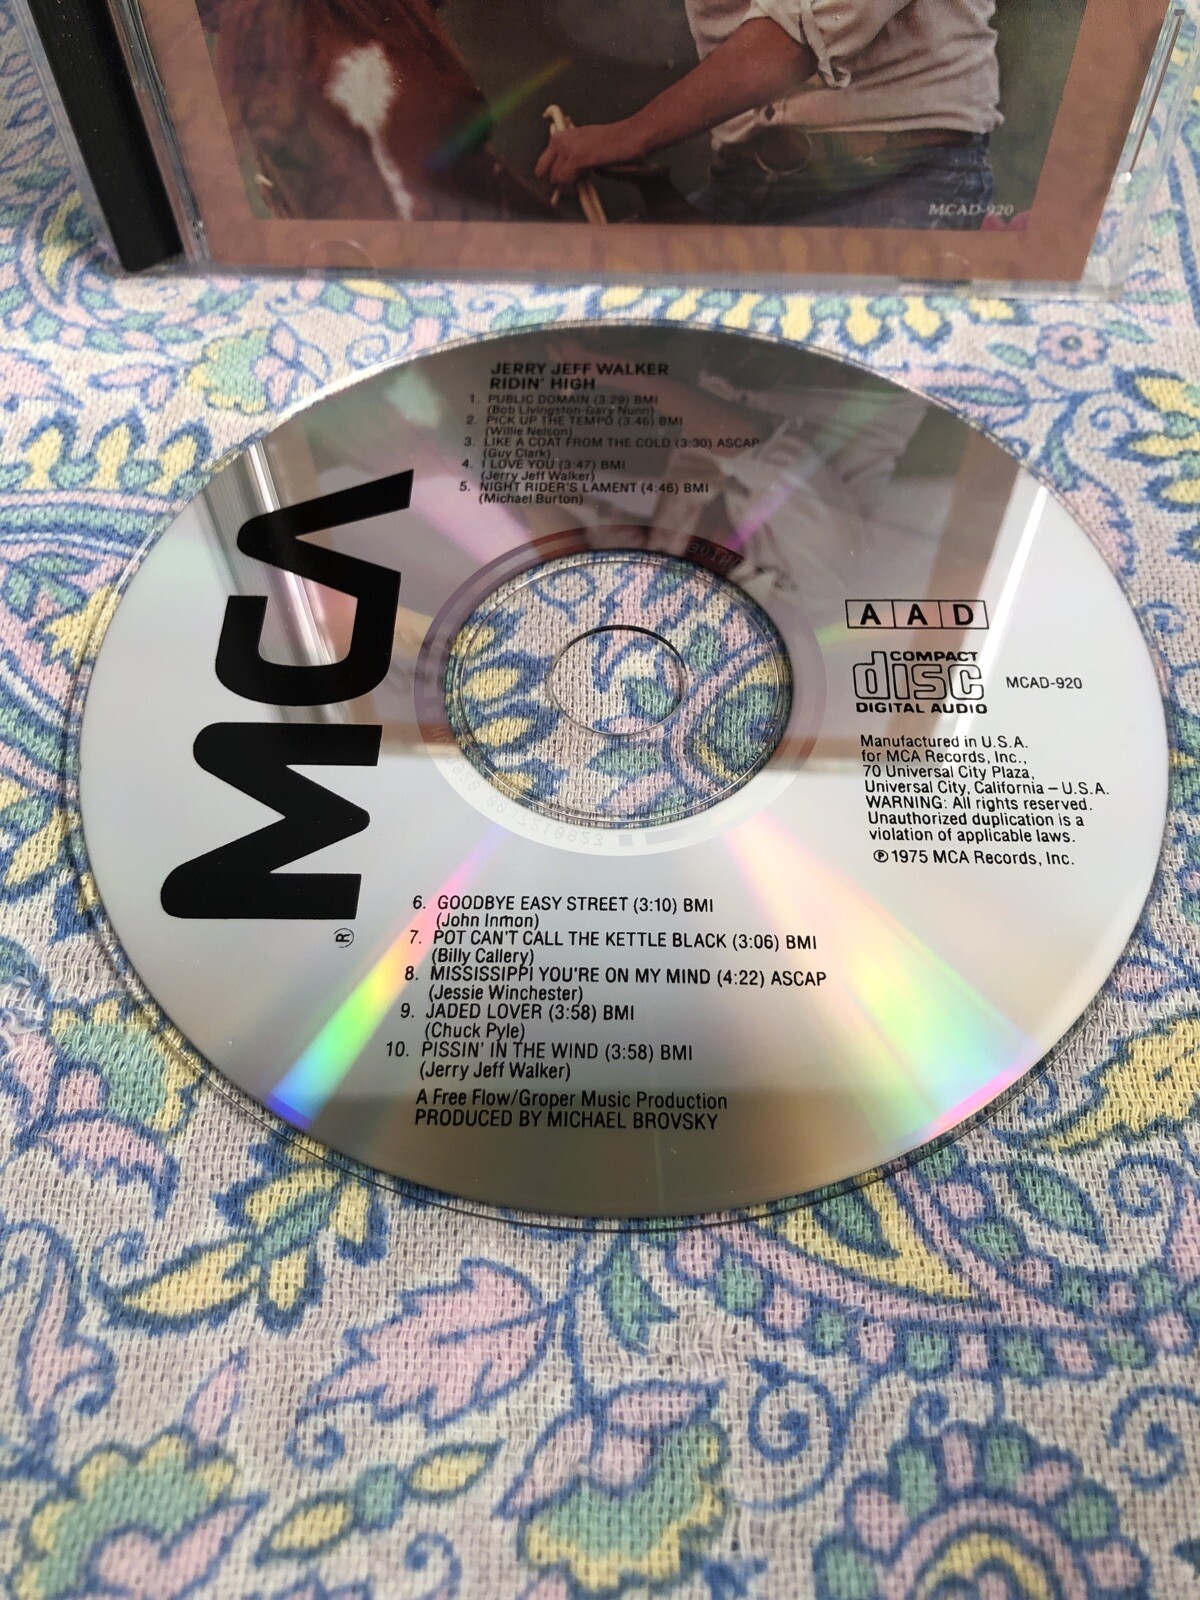 MCAD-920
JERRY JEFF WALKER
RIDIN' HIGH
1. PUBLIC DOMAIN (3:29) BMI
(Bob Livingston-Gary Nunn)
2. PICK UP THE TEMPO (3:46) BMI
(Willie Nelson)
3. LIKE A COAT FROM THE COLD (3:30) ASCAP
(Guy Clark)
4. I LOVE YOU (3:47) BMI
(Jerry Jeff Walker)
5. NIGHT RIDER'S LAMENT (4:46) BMI
(Michael Burton)
MCA
®
AAD
COMPACT
disc
DIGITAL AUDIO
MCAD-920
Manufactured in U.S.A.
for MCA Records, Inc.,
70 Universal City Plaza,
Universal City, California – U.S.A.
WARNING: All rights reserved.
Unauthorized duplication is a
violation of applicable laws.
℗ 1975 MCA Records, Inc.
6. GOODBYE EASY STREET (3:10) BMI
(John Inmon)
7. POT CAN'T CALL THE KETTLE BLACK (3:06) BMI
(Billy Callery)
8. MISSISSIPPI YOU'RE ON MY MIND (4:22) ASCAP
(Jessie Winchester)
9. JADED LOVER (3:58) BMI
(Chuck Pyle)
10. PISSIN' IN THE WIND (3:58) BMI
(Jerry Jeff Walker)
A Free Flow/Groper Music Production
PRODUCED BY MICHAEL BROVSKY